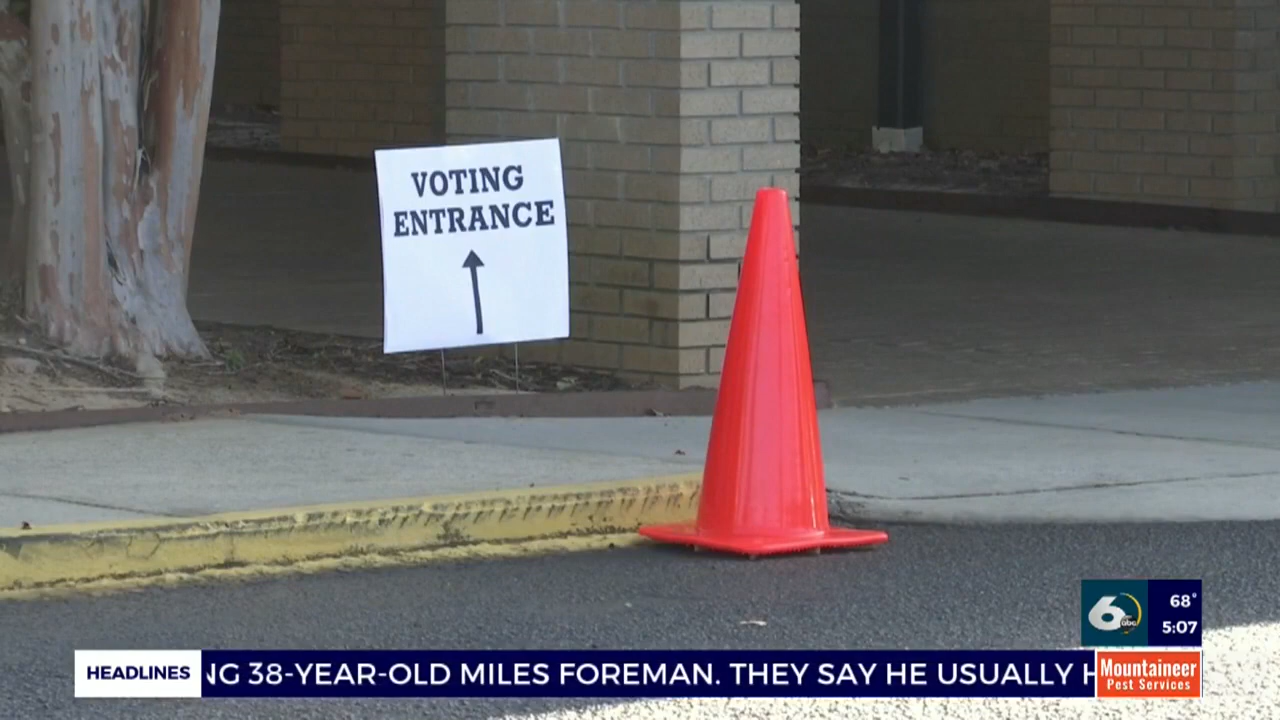 VOTING
ENTRANCE
6 abc
68°
5:07
HEADLINES
NG 38-YEAR-OLD MILES FOREMAN. THEY SAY HE USUALLY H
Mountaineer
Pest Services